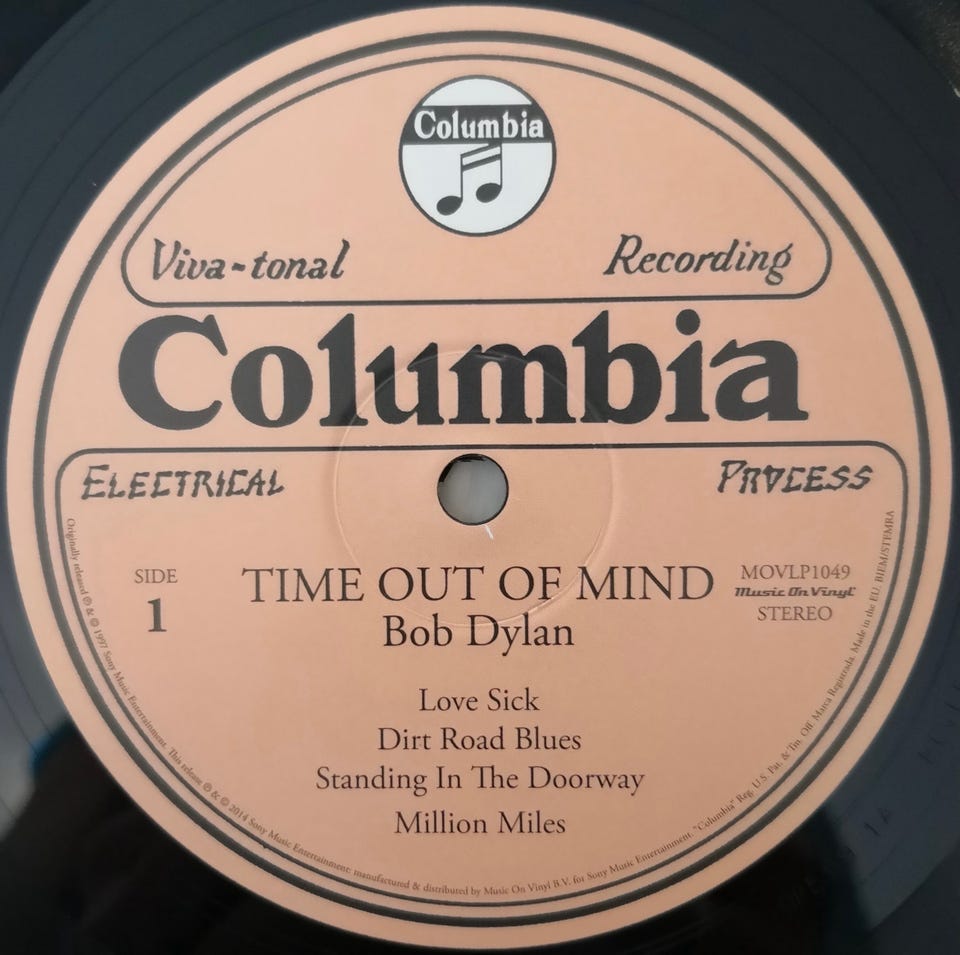 Columbia
Viva-tonal Recording
Columbia
ELECTRICAL PROCESS
SIDE
1
TIME OUT OF MIND
Bob Dylan
MOVLP1049
Music On Vinyl
STEREO
Love Sick
Dirt Road Blues
Standing In The Doorway
Million Miles
Originally released ℗ & © 1997 Sony Music Entertainment. This release ℗ & © 2014 Sony Music Entertainment: manufactured & distributed by Music On Vinyl B.V. for Sony Music Entertainment. "Columbia" Reg. U.S. Pat. & Tm. Off. Marca Registrada. Made in the EU. BIEM/STEMRA